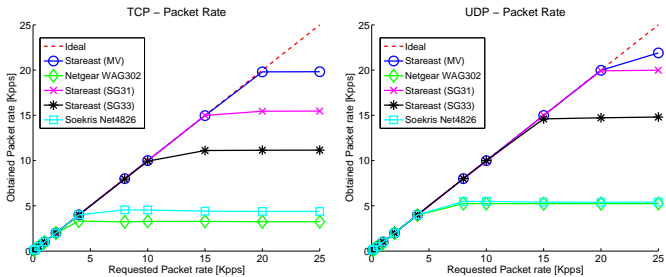 TCP – Packet Rate
25
20
15
10
5
0
0
5
10
15
20
25
Obtained Packet rate [Kpps]
Requested Packet rate [Kpps]
Ideal
Stareast (MV)
Netgear WAG302
Stareast (SG31)
Stareast (SG33)
Soekris Net4826
UDP – Packet Rate
25
20
15
10
5
0
0
5
10
15
20
25
Obtained Packet rate [Kpps]
Requested Packet rate [Kpps]
Ideal
Stareast (MV)
Netgear WAG302
Stareast (SG31)
Stareast (SG33)
Soekris Net4826